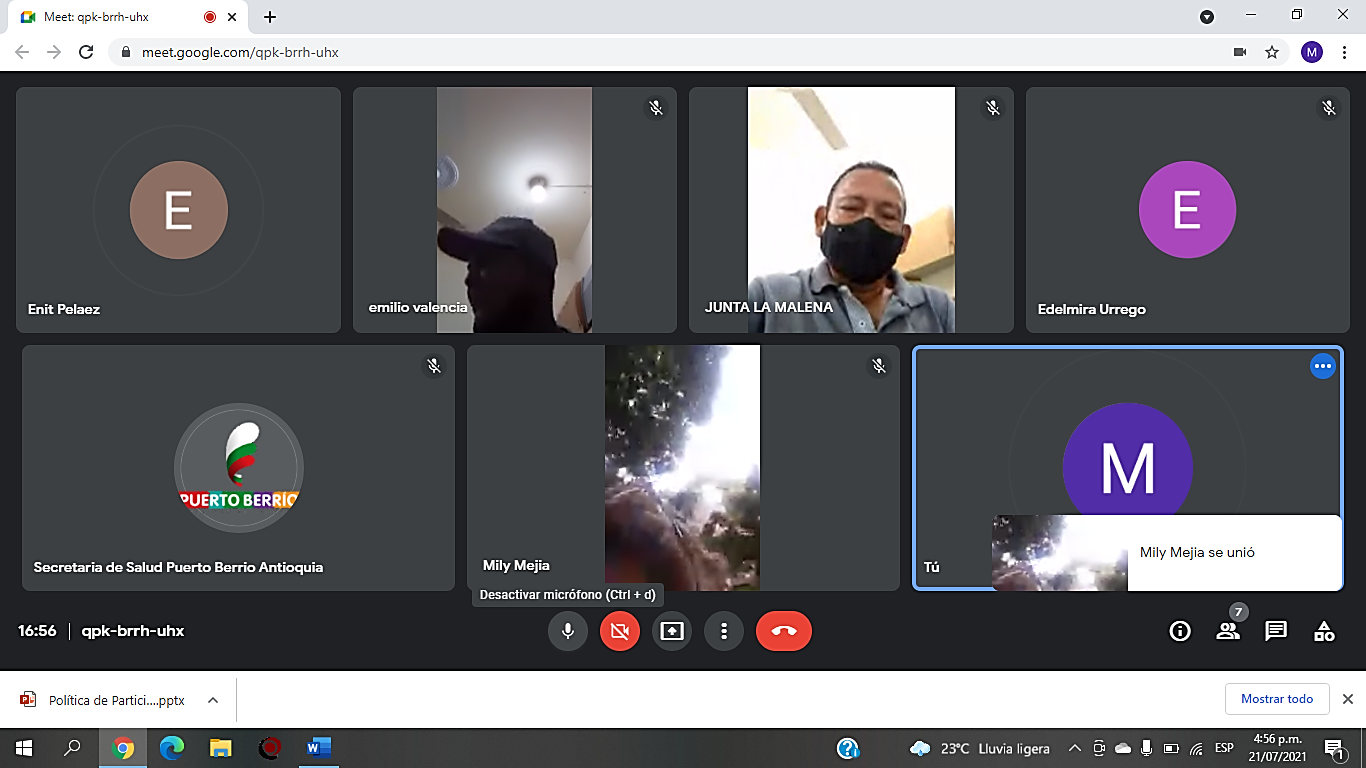 Meet: qpk-brrh-uhx
meet.google.com/qpk-brrh-uhx
M
E
Enit Pelaez
emilio valencia
JUNTA LA MALENA
E
Edelmira Urrego
PUERTO BERRIO
Secretaria de Salud Puerto Berrio Antioquia
Mily Mejia
M
Tú
Mily Mejia se unió
Desactivar micrófono (Ctrl + d)
16:56 | qpk-brrh-uhx
7
Política de Partici....pptx
Mostrar todo
23°C Lluvia ligera
ESP
4:56 p.m.
21/07/2021
1